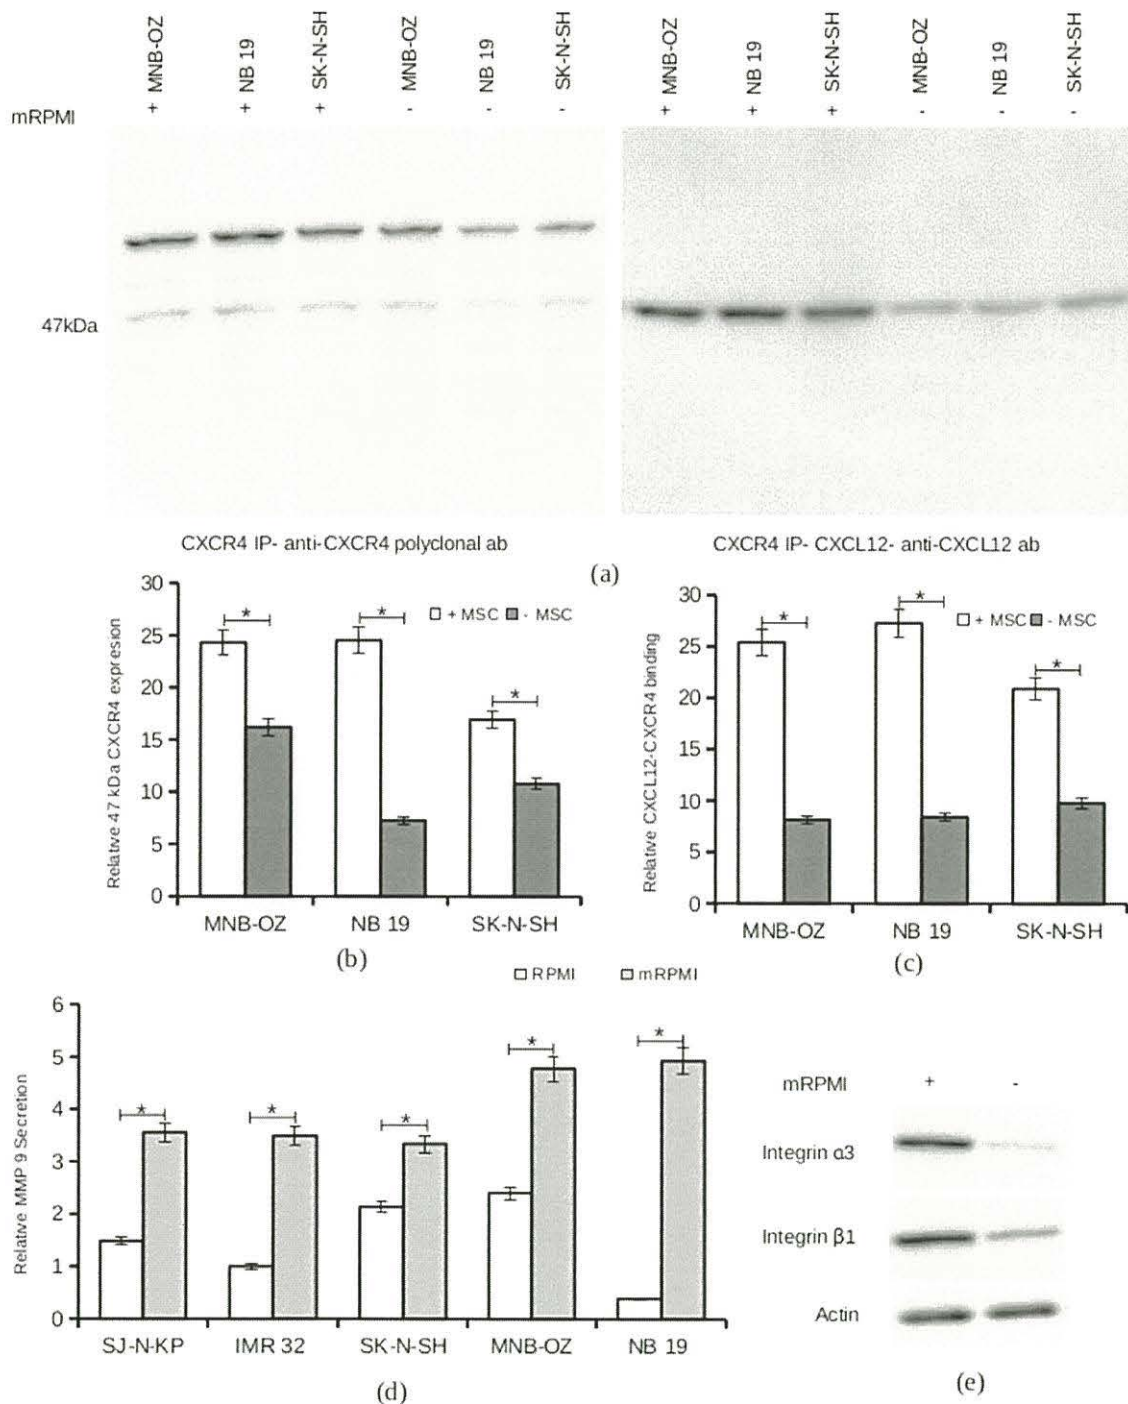 + MNB-OZ
+ NB 19
+ SK-N-SH
- MNB-OZ
- NB 19
- SK-N-SH
+ MNB-OZ
+ NB 19
+ SK-N-SH
- MNB-OZ
- NB 19
- SK-N-SH
mRPMI
47kDa
CXCR4 IP- anti-CXCR4 polyclonal ab
CXCR4 IP- CXCL12- anti-CXCL12 ab
(a)
Relative 47 kDa CXCR4 expresion
30
25
20
15
10
5
0
+ MSC - MSC
* * *
MNB-OZ NB 19 SK-N-SH
(b)
Relative CXCL12-CXCR4 binding
30
25
20
15
10
5
0
+ MSC - MSC
* * *
MNB-OZ NB 19 SK-N-SH
(c)
RPMI mRPMI
Relative MMP 9 Secretion
6
5
4
3
2
1
0
* * * * *
SJ-N-KP IMR 32 SK-N-SH MNB-OZ NB 19
(d)
mRPMI + -
Integrin α3
Integrin β1
Actin
(e)